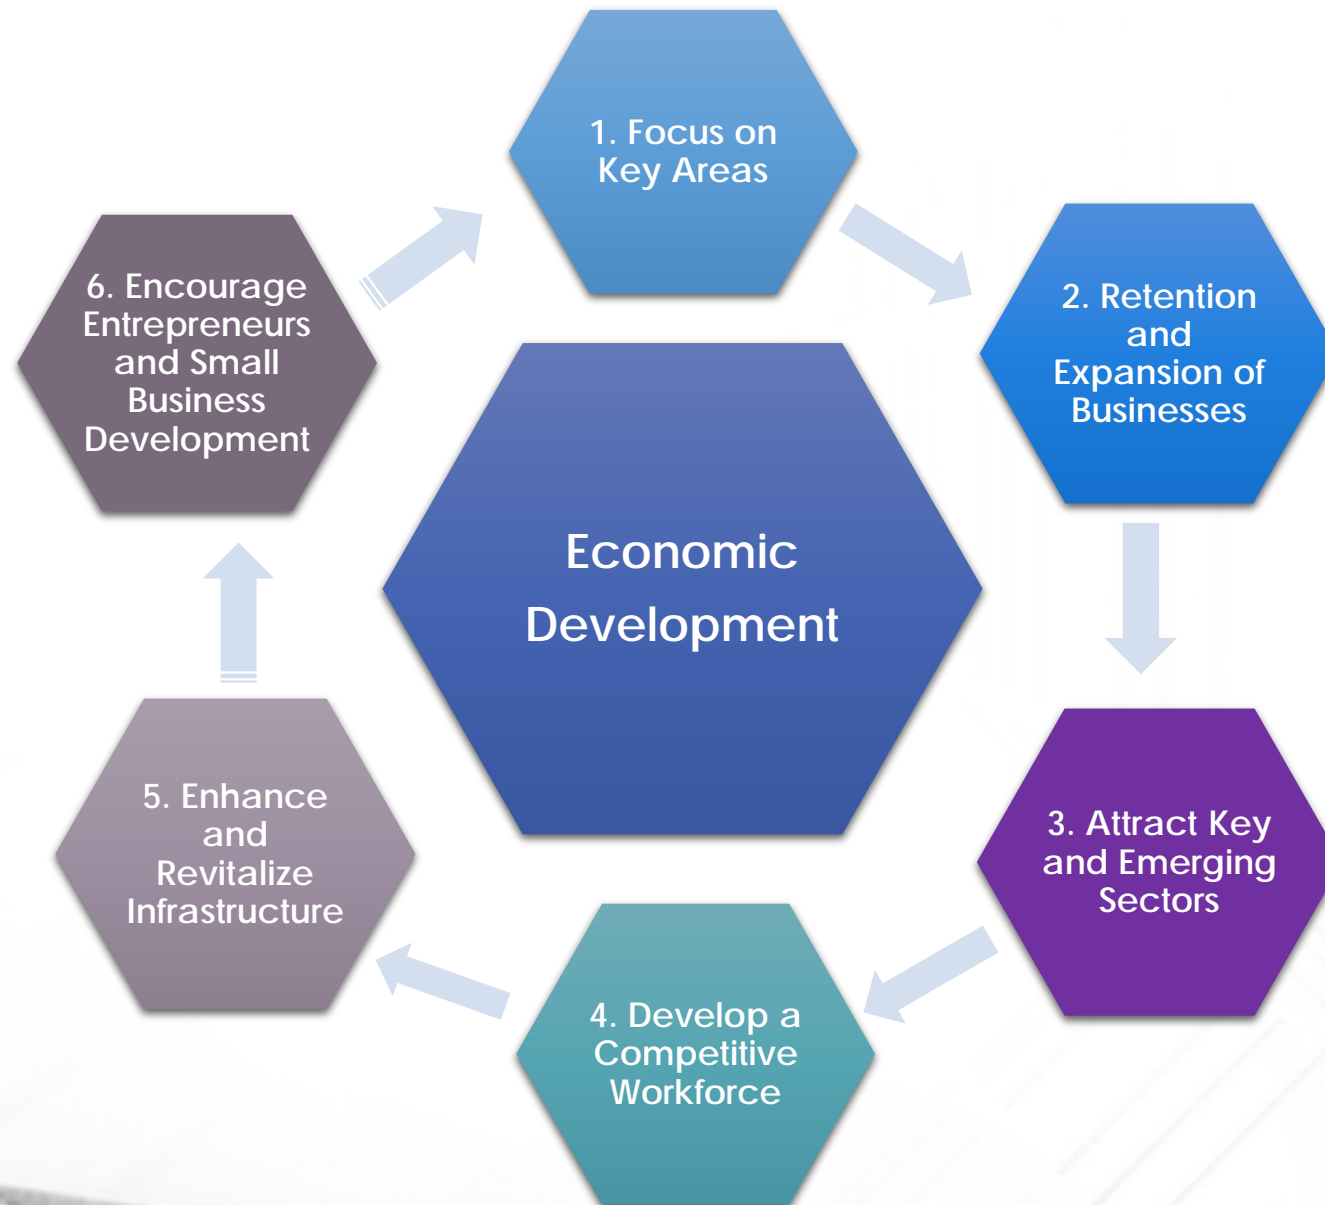 1. Focus on
Key Areas
2. Retention
and
Expansion of
Businesses
3. Attract Key
and Emerging
Sectors
4. Develop a
Competitive
Workforce
5. Enhance
and
Revitalize
Infrastructure
6. Encourage
Entrepreneurs
and Small
Business
Development
Economic
Development